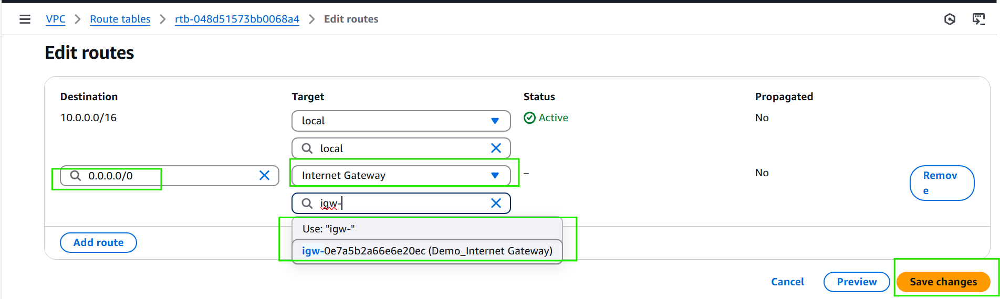 VPC > Route tables > rtb-048d51573bb0068a4 > Edit routes
Edit routes
Destination Target Status Propagated
10.0.0.0/16 local Active No
local
0.0.0.0/0 Internet Gateway – No Remov
e
igw-
Use: "igw-"
Add route
igw-0e7a5b2a66e6e20ec (Demo_Internet Gateway)
Cancel Preview Save changes